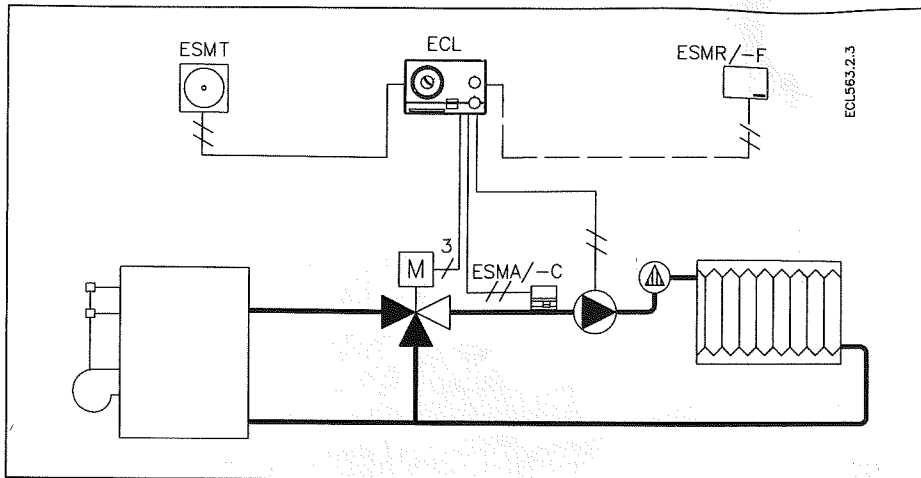 ESMT
ECL
ESMR/-F
ECL563.2.3
3
M
ESMA/-C